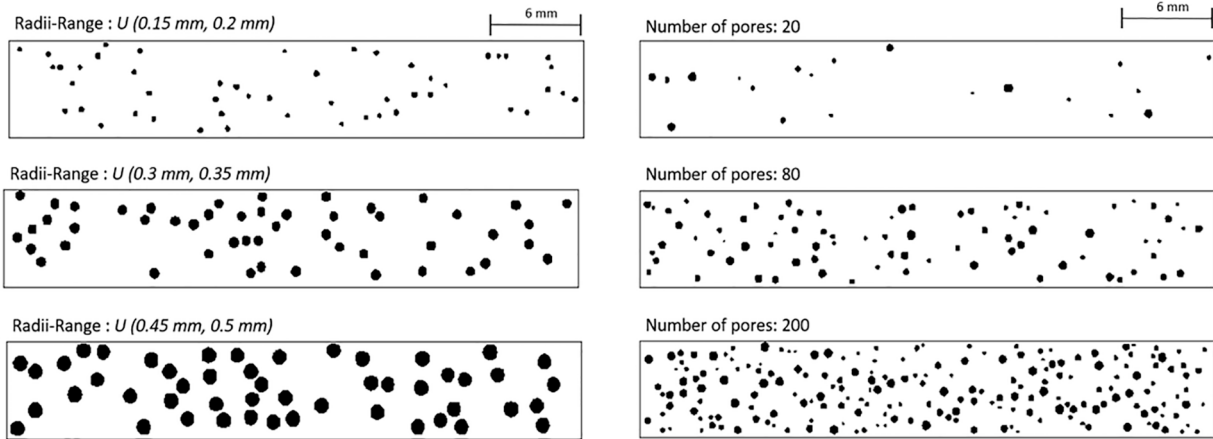 Radii-Range : U (0.15 mm, 0.2 mm)
6 mm
Number of pores: 20
6 mm
Radii-Range : U (0.3 mm, 0.35 mm)
Number of pores: 80
Radii-Range : U (0.45 mm, 0.5 mm)
Number of pores: 200